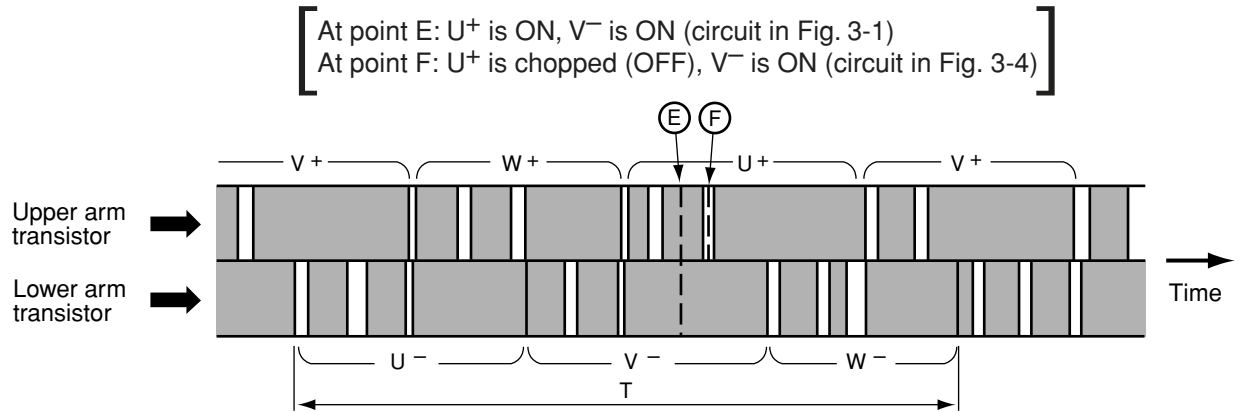 At point E: U+ is ON, V− is ON (circuit in Fig. 3-1)
At point F: U+ is chopped (OFF), V− is ON (circuit in Fig. 3-4)
E F
V + W + U + V +
Upper arm
transistor
Lower arm
transistor
Time
U − V − W −
T